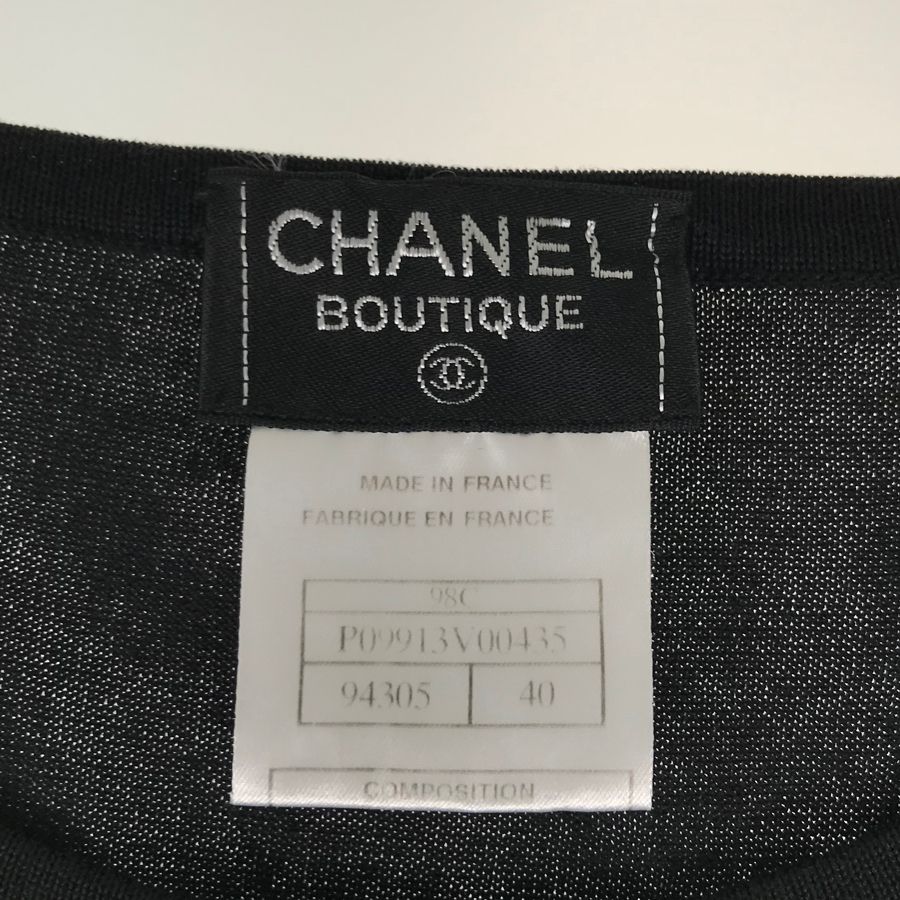 CHANEL
BOUTIQUE
MADE IN FRANCE
FABRIQUE EN FRANCE
98C
P09913V00435
94305 40
COMPOSITION